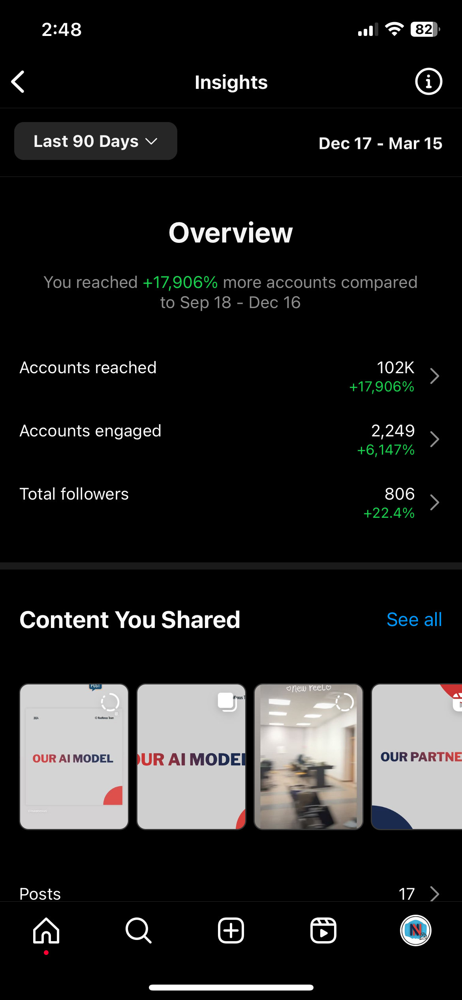 2:48
82
Insights
Last 90 Days
Dec 17 - Mar 15
Overview
You reached +17,906% more accounts compared
to Sep 18 - Dec 16
Accounts reached
102K
+17,906%
Accounts engaged
2,249
+6,147%
Total followers
806
+22.4%
Content You Shared
See all
POST
2024
© NaoNexus Team
OUR AI MODEL
@naonexus
Nexus T
OUR AI MODEL
new reel
OUR PARTNE
Posts
17
N